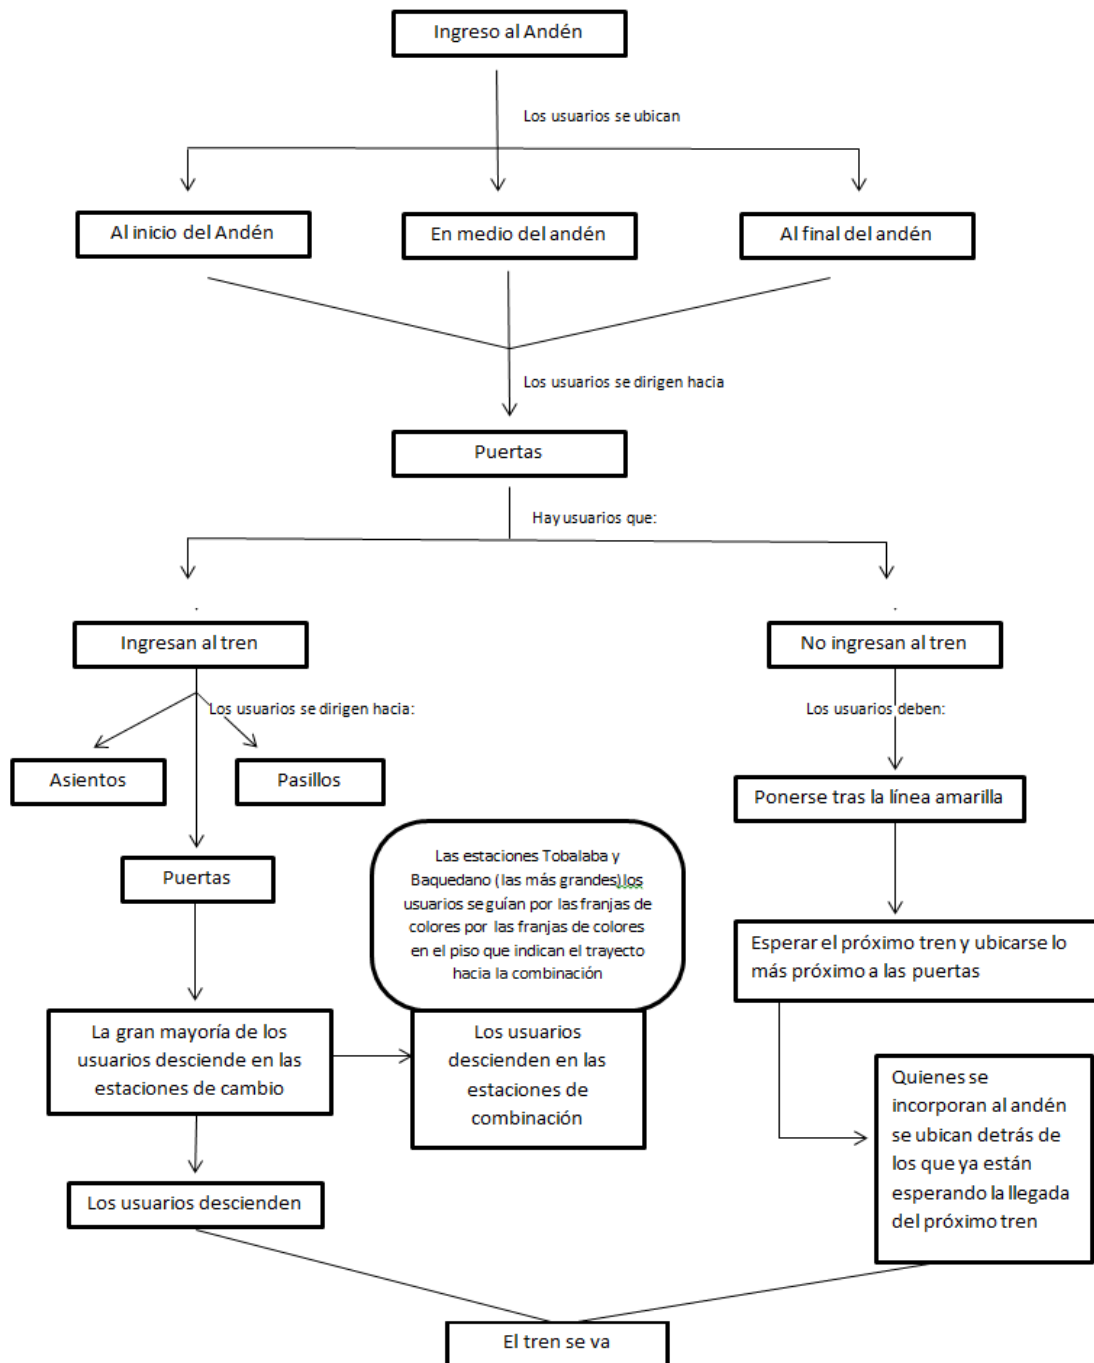 Ingreso al Andén
Los usuarios se ubican
Al inicio del Andén
En medio del andén
Al final del andén
Los usuarios se dirigen hacia
Puertas
Hay usuarios que:
.
.
Ingresan al tren
No ingresan al tren
Los usuarios se dirigen hacia:
Los usuarios deben:
Asientos
Pasillos
Ponerse tras la línea amarilla
Puertas
Las estaciones Tobalaba y
Baquedano (las más grandes)los
usuarios se guían por las franjas de
colores por las franjas de colores
en el piso que indican el trayecto
hacia la combinación
Esperar el próximo tren y ubicarse lo
más próximo a las puertas
La gran mayoría de los
usuarios desciende en las
estaciones de cambio
Los usuarios
descienden en las
estaciones de
combinación
Quienes se
incorporan al andén
se ubican detrás de
los que ya están
esperando la llegada
del próximo tren
Los usuarios descienden
El tren se va